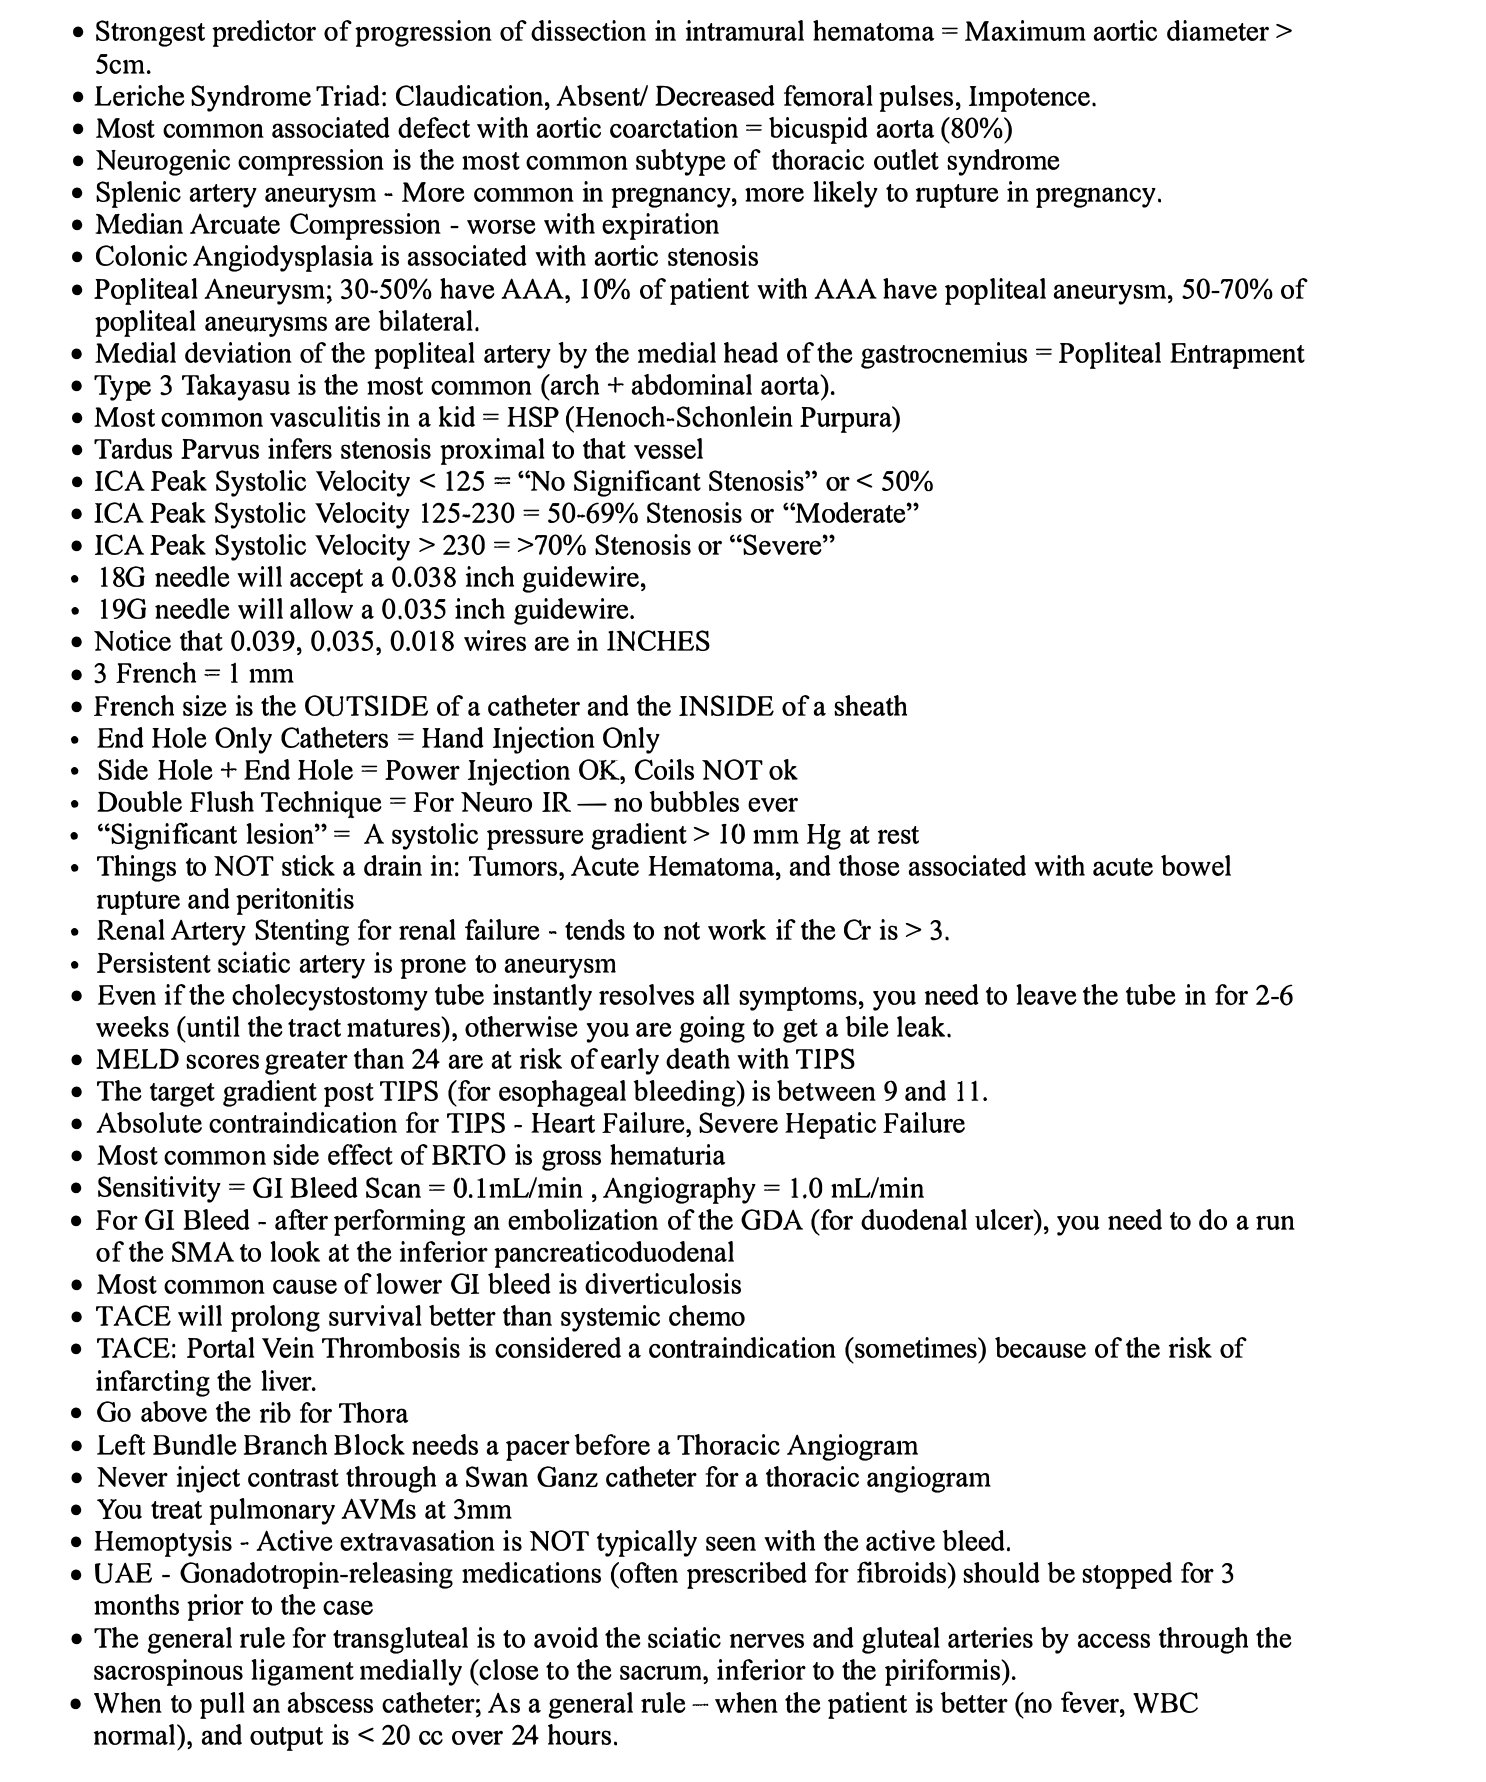 • Strongest predictor of progression of dissection in intramural hematoma = Maximum aortic diameter >
5cm.
• Leriche Syndrome Triad: Claudication, Absent/ Decreased femoral pulses, Impotence.
• Most common associated defect with aortic coarctation = bicuspid aorta (80%)
• Neurogenic compression is the most common subtype of thoracic outlet syndrome
• Splenic artery aneurysm - More common in pregnancy, more likely to rupture in pregnancy.
• Median Arcuate Compression - worse with expiration
• Colonic Angiodysplasia is associated with aortic stenosis
• Popliteal Aneurysm; 30-50% have AAA, 10% of patient with AAA have popliteal aneurysm, 50-70% of
popliteal aneurysms are bilateral.
• Medial deviation of the popliteal artery by the medial head of the gastrocnemius = Popliteal Entrapment
• Type 3 Takayasu is the most common (arch + abdominal aorta).
• Most common vasculitis in a kid = HSP (Henoch-Schonlein Purpura)
• Tardus Parvus infers stenosis proximal to that vessel
• ICA Peak Systolic Velocity < 125 = “No Significant Stenosis” or < 50%
• ICA Peak Systolic Velocity 125-230 = 50-69% Stenosis or “Moderate”
• ICA Peak Systolic Velocity > 230 = >70% Stenosis or “Severe”
• 18G needle will accept a 0.038 inch guidewire,
• 19G needle will allow a 0.035 inch guidewire.
• Notice that 0.039, 0.035, 0.018 wires are in INCHES
• 3 French = 1 mm
• French size is the OUTSIDE of a catheter and the INSIDE of a sheath
• End Hole Only Catheters = Hand Injection Only
• Side Hole + End Hole = Power Injection OK, Coils NOT ok
• Double Flush Technique = For Neuro IR — no bubbles ever
• “Significant lesion” = A systolic pressure gradient > 10 mm Hg at rest
• Things to NOT stick a drain in: Tumors, Acute Hematoma, and those associated with acute bowel
rupture and peritonitis
• Renal Artery Stenting for renal failure - tends to not work if the Cr is > 3.
• Persistent sciatic artery is prone to aneurysm
• Even if the cholecystostomy tube instantly resolves all symptoms, you need to leave the tube in for 2-6
weeks (until the tract matures), otherwise you are going to get a bile leak.
• MELD scores greater than 24 are at risk of early death with TIPS
• The target gradient post TIPS (for esophageal bleeding) is between 9 and 11.
• Absolute contraindication for TIPS - Heart Failure, Severe Hepatic Failure
• Most common side effect of BRTO is gross hematuria
• Sensitivity = GI Bleed Scan = 0.1mL/min , Angiography = 1.0 mL/min
• For GI Bleed - after performing an embolization of the GDA (for duodenal ulcer), you need to do a run
of the SMA to look at the inferior pancreaticoduodenal
• Most common cause of lower GI bleed is diverticulosis
• TACE will prolong survival better than systemic chemo
• TACE: Portal Vein Thrombosis is considered a contraindication (sometimes) because of the risk of
infarcting the liver.
• Go above the rib for Thora
• Left Bundle Branch Block needs a pacer before a Thoracic Angiogram
• Never inject contrast through a Swan Ganz catheter for a thoracic angiogram
• You treat pulmonary AVMs at 3mm
• Hemoptysis - Active extravasation is NOT typically seen with the active bleed.
• UAE - Gonadotropin-releasing medications (often prescribed for fibroids) should be stopped for 3
months prior to the case
• The general rule for transgluteal is to avoid the sciatic nerves and gluteal arteries by access through the
sacrospinous ligament medially (close to the sacrum, inferior to the piriformis).
• When to pull an abscess catheter; As a general rule – when the patient is better (no fever, WBC
normal), and output is < 20 cc over 24 hours.